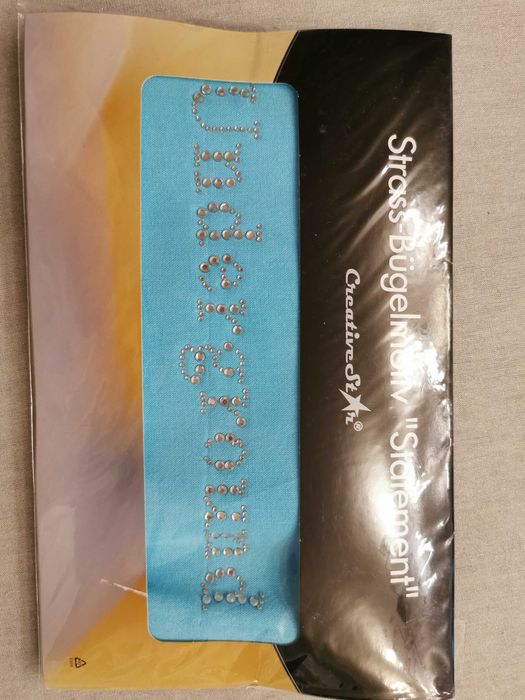 Strass-Bügelmotiv "Statement"
CreativeStar®
Underground